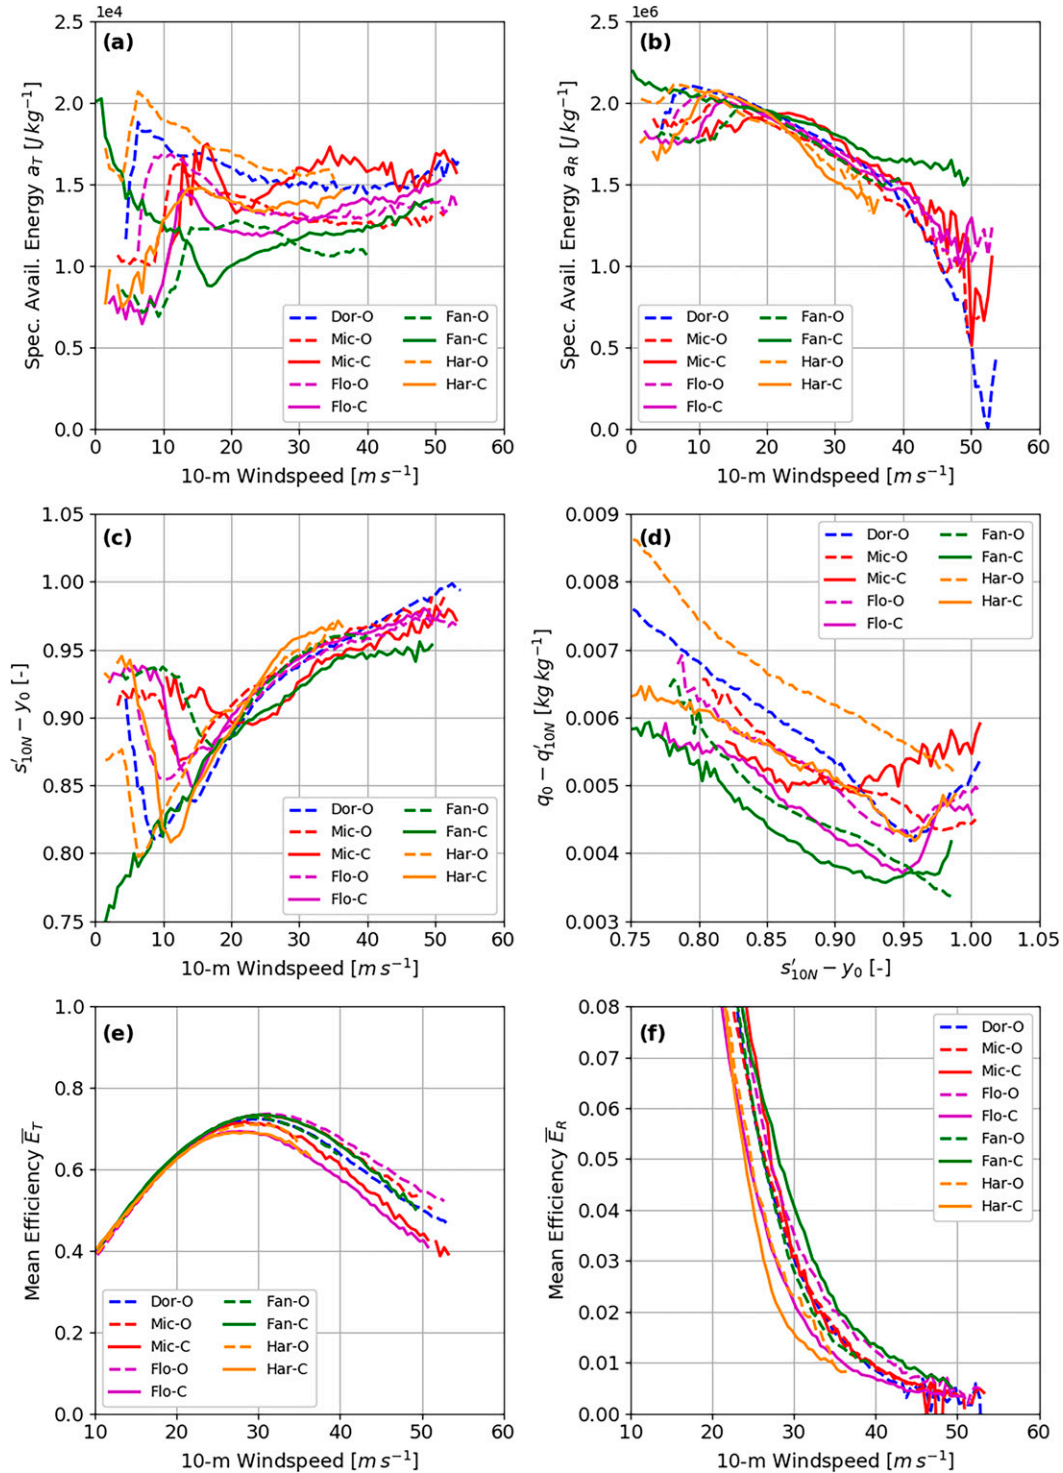 1e4
(a)
Spec. Avail. Energy a_T [J kg^-1]
2.5
2.0
1.5
1.0
0.5
0.0
0 10 20 30 40 50 60
10-m Windspeed [m s^-1]
Dor-O
Mic-O
Mic-C
Flo-O
Flo-C
Fan-O
Fan-C
Har-O
Har-C
1e6
(b)
Spec. Avail. Energy a_R [J kg^-1]
2.5
2.0
1.5
1.0
0.5
0.0
0 10 20 30 40 50 60
10-m Windspeed [m s^-1]
Dor-O
Mic-O
Mic-C
Flo-O
Flo-C
Fan-O
Fan-C
Har-O
Har-C
(c)
s'_10N − y_0 [-]
1.05
1.00
0.95
0.90
0.85
0.80
0.75
0 10 20 30 40 50 60
10-m Windspeed [m s^-1]
Dor-O
Mic-O
Mic-C
Flo-O
Flo-C
Fan-O
Fan-C
Har-O
Har-C
(d)
q_0 − q'_10N [kg kg^-1]
0.009
0.008
0.007
0.006
0.005
0.004
0.003
0.75 0.80 0.85 0.90 0.95 1.00 1.05
s'_10N − y_0 [-]
Dor-O
Mic-O
Mic-C
Flo-O
Flo-C
Fan-O
Fan-C
Har-O
Har-C
(e)
Mean Efficiency E̅_T
1.0
0.8
0.6
0.4
0.2
0.0
10 20 30 40 50 60
10-m Windspeed [m s^-1]
Dor-O
Mic-O
Mic-C
Flo-O
Flo-C
Fan-O
Fan-C
Har-O
Har-C
(f)
Mean Efficiency E̅_R
0.08
0.07
0.06
0.05
0.04
0.03
0.02
0.01
0.00
10 20 30 40 50 60
10-m Windspeed [m s^-1]
Dor-O
Mic-O
Mic-C
Flo-O
Flo-C
Fan-O
Fan-C
Har-O
Har-C